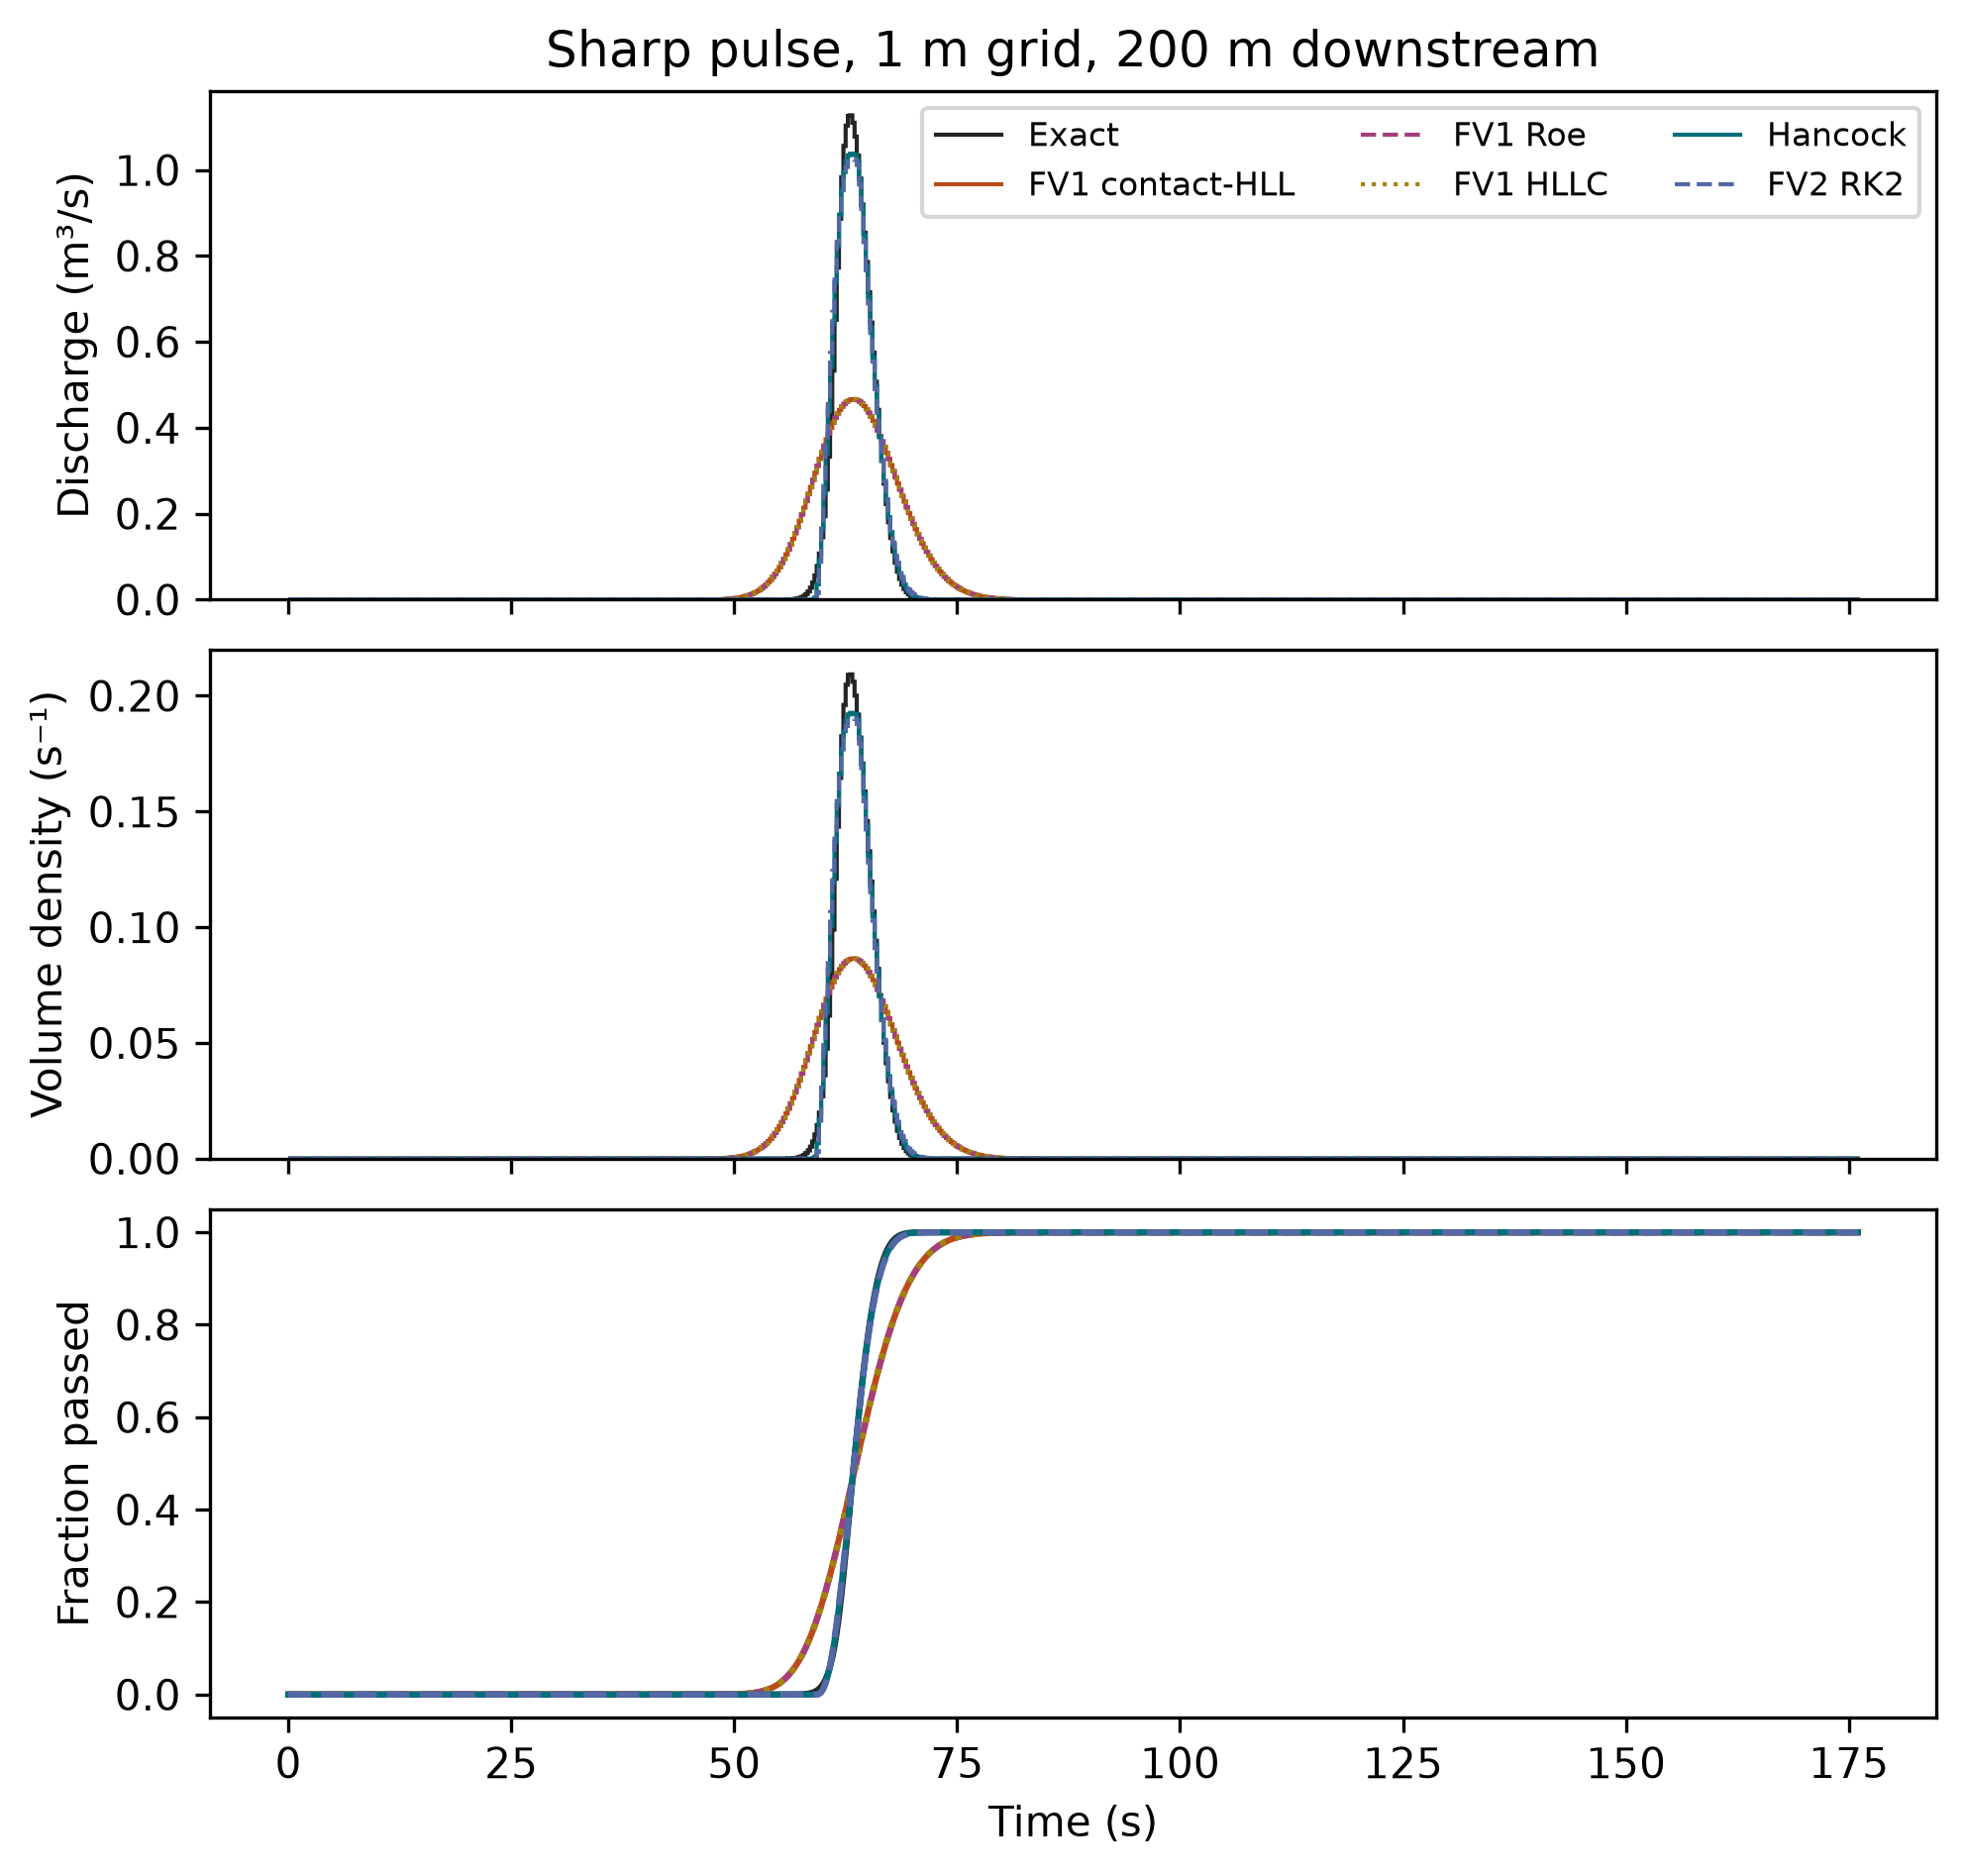 Sharp pulse, 1 m grid, 200 m downstream
Exact
FV1 contact-HLL
FV1 Roe
FV1 HLLC
Hancock
FV2 RK2
Discharge (m³/s)
1.0
0.8
0.6
0.4
0.2
0.0
Volume density (s⁻¹)
0.20
0.15
0.10
0.05
0.00
Fraction passed
1.0
0.8
0.6
0.4
0.2
0.0
0 25 50 75 100 125 150 175
Time (s)